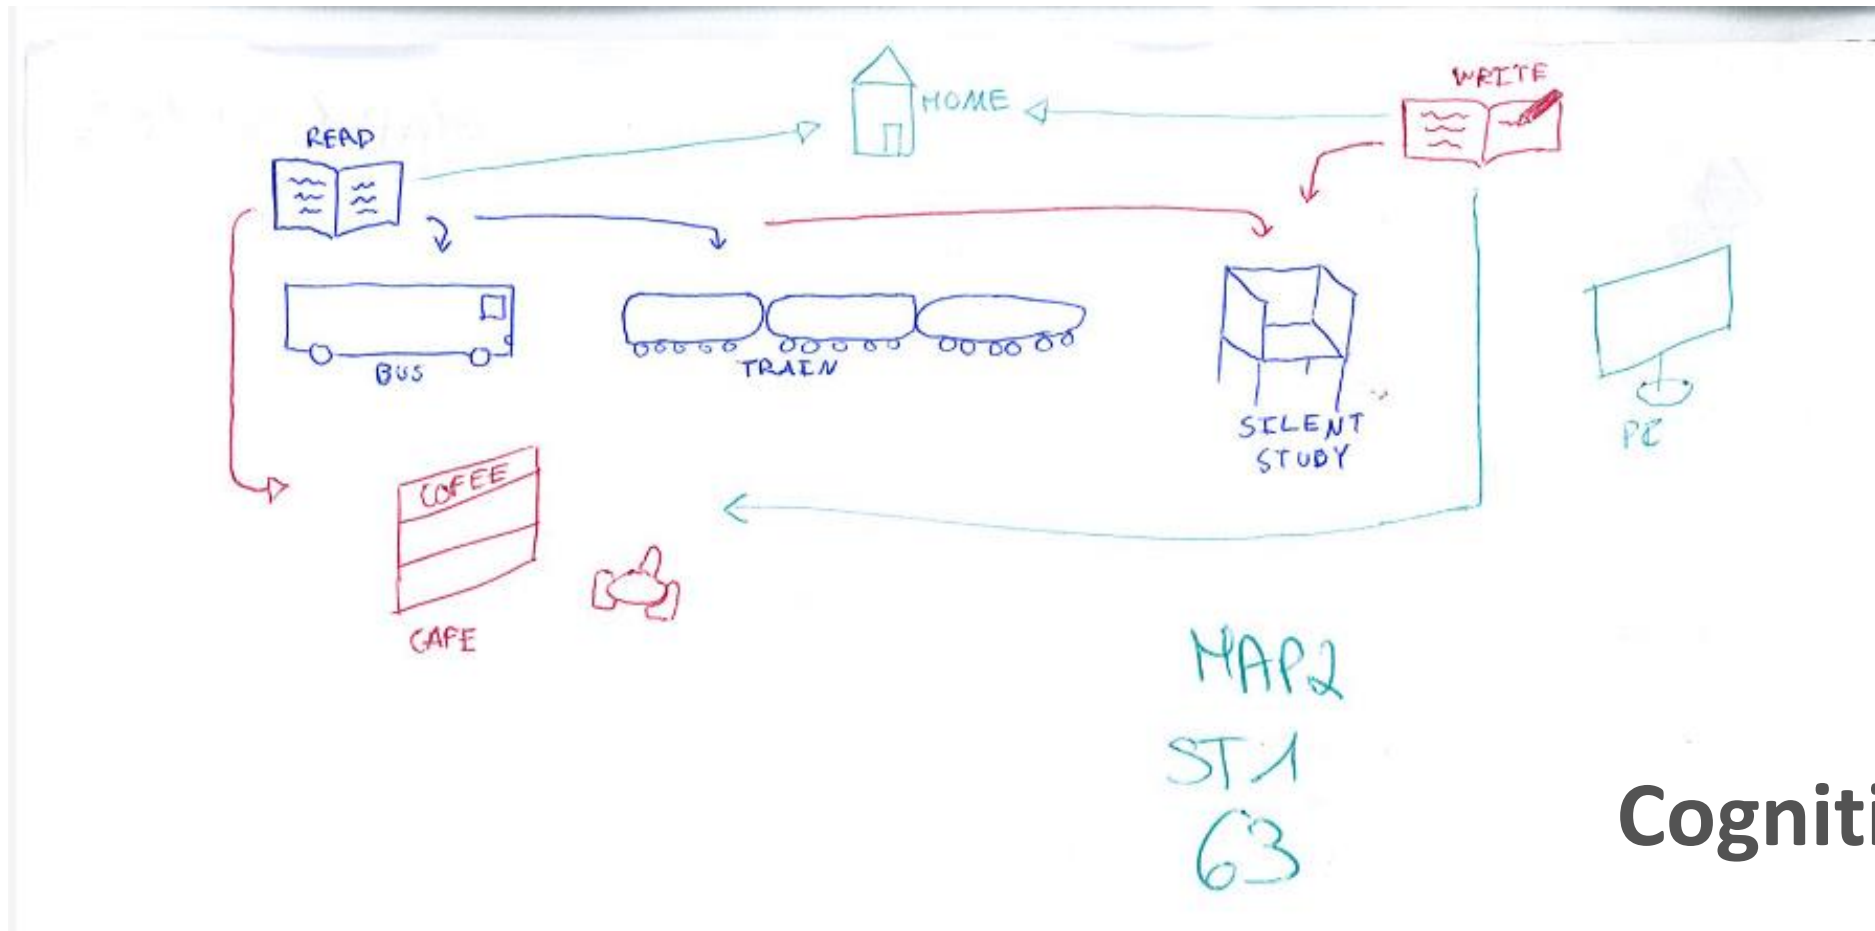 WRITE
HOME
READ
BUS
TRAIN
SILENT
STUDY
PC
COFEE
CAFE
MAP2
ST1
63
Cogniti